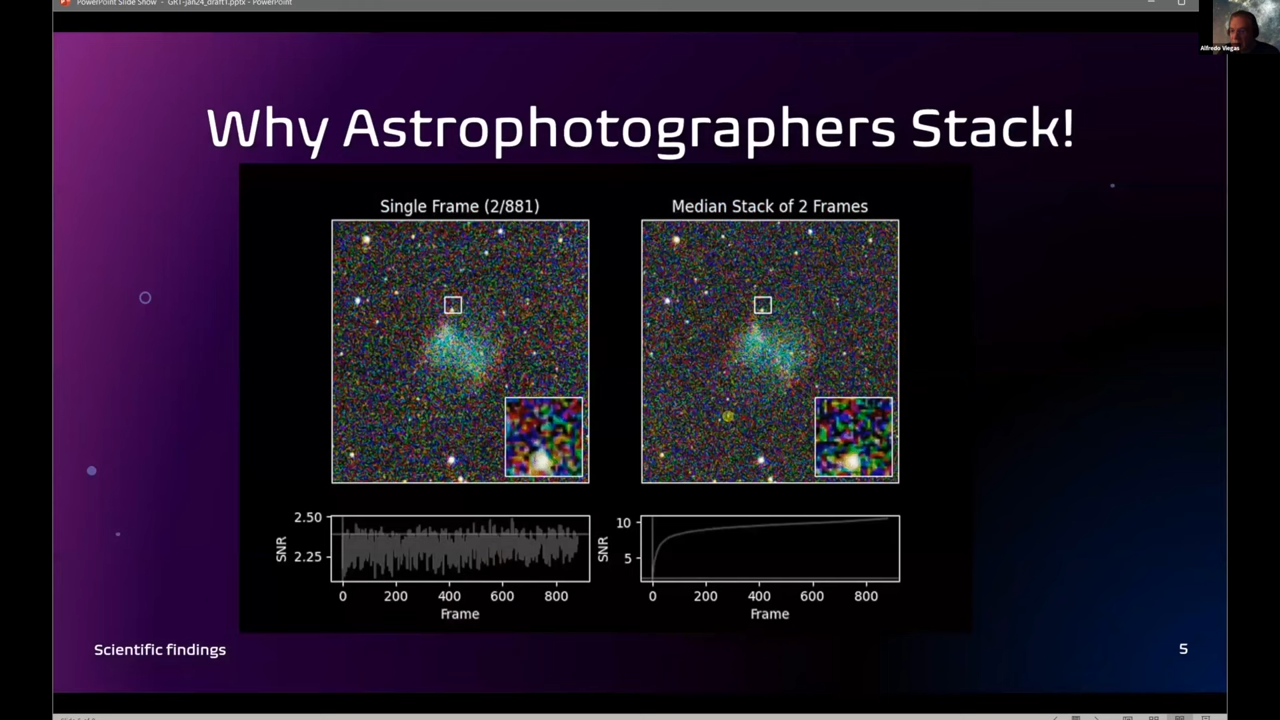 PowerPoint Slide Show - GRT-Jan24_draft1.pptx - PowerPoint
Alfredo Viegas
Why Astrophotographers Stack!
Single Frame (2/881)
Median Stack of 2 Frames
2.50
2.25
SNR
0 200 400 600 800
Frame
10
5
SNR
0 200 400 600 800
Frame
Scientific findings
5